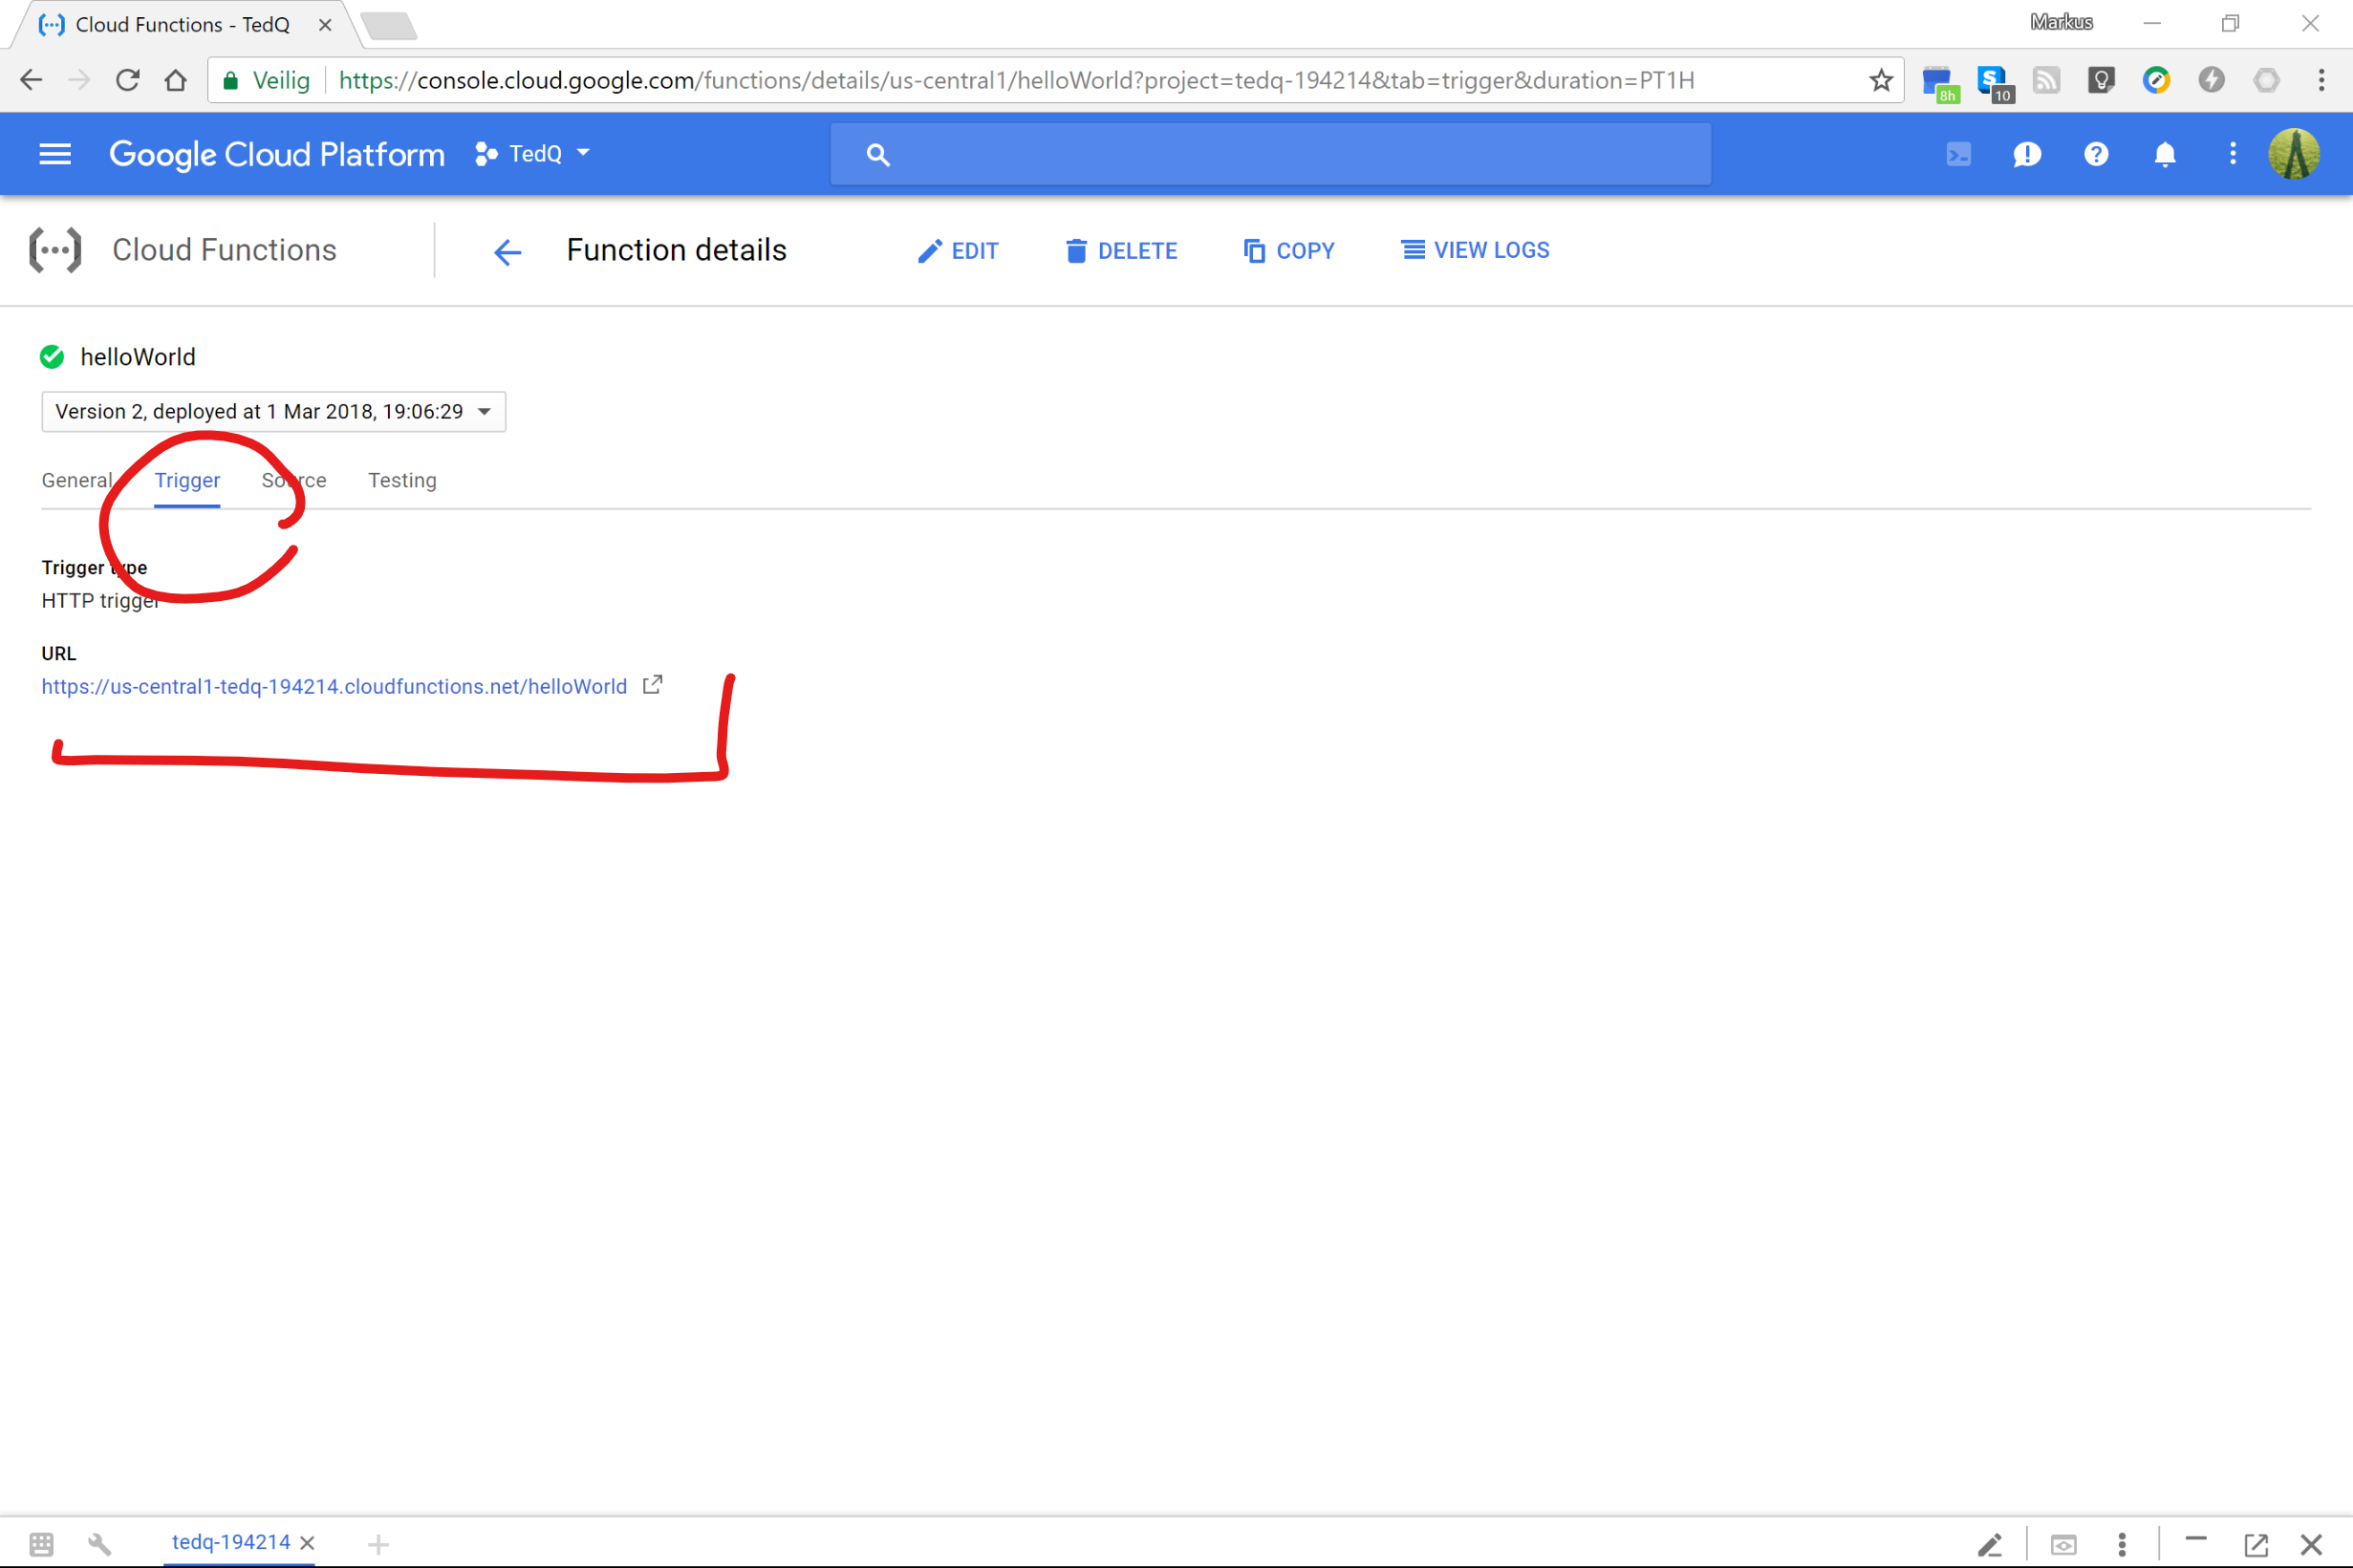 Cloud Functions - TedQ
Markus
Veilig https://console.cloud.google.com/functions/details/us-central1/helloWorld?project=tedq-194214&tab=trigger&duration=PT1H
8h
10
Google Cloud Platform TedQ
Cloud Functions Function details EDIT DELETE COPY VIEW LOGS
helloWorld
Version 2, deployed at 1 Mar 2018, 19:06:29
General Trigger Source Testing
Trigger type
HTTP trigger
URL
https://us-central1-tedq-194214.cloudfunctions.net/helloWorld
tedq-194214